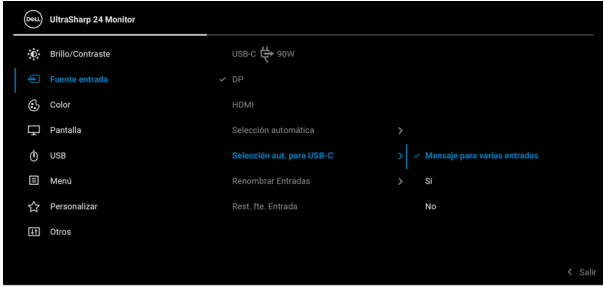 DELL UltraSharp 24 Monitor
Brillo/Contraste USB-C 90W
Fuente entrada DP
Color HDMI
Pantalla Selección automática
USB Selección aut. para USB-C Mensaje para varias entradas
Menú Renombrar Entradas Sí
Personalizar Rest. fte. Entrada No
Otros
Salir